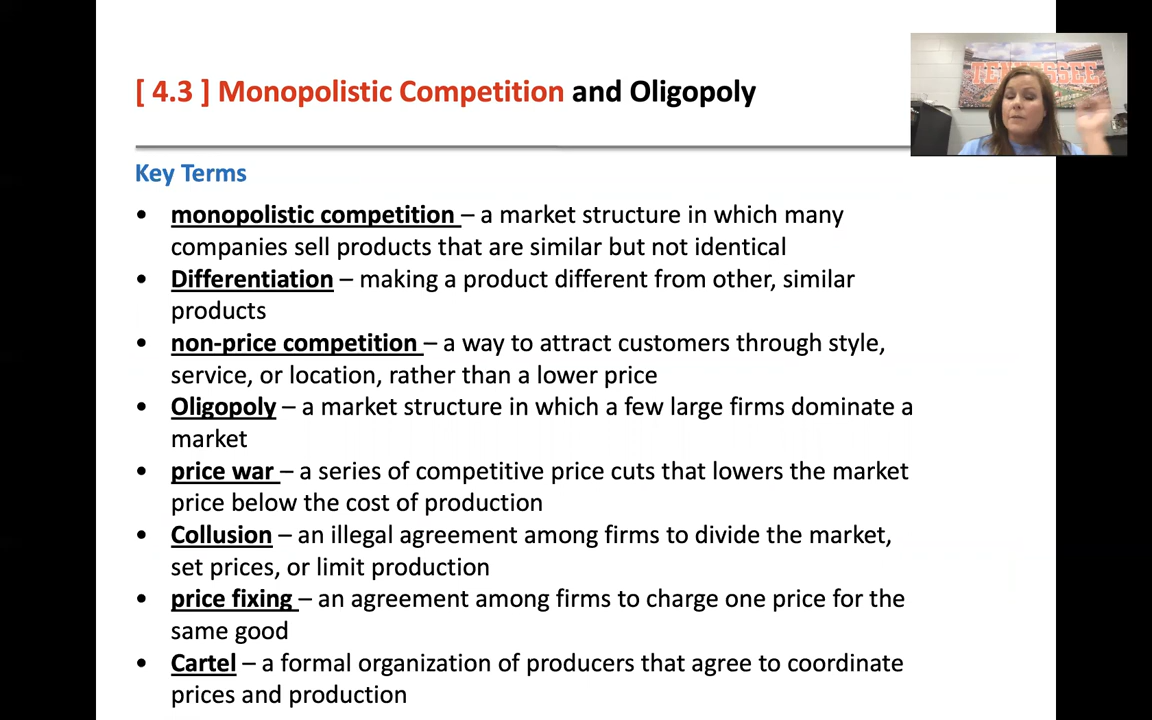 [ 4.3 ] Monopolistic Competition and Oligopoly
TENNESSEE
Key Terms
• monopolistic competition – a market structure in which many
companies sell products that are similar but not identical
• Differentiation – making a product different from other, similar
products
• non-price competition – a way to attract customers through style,
service, or location, rather than a lower price
• Oligopoly – a market structure in which a few large firms dominate a
market
• price war – a series of competitive price cuts that lowers the market
price below the cost of production
• Collusion – an illegal agreement among firms to divide the market,
set prices, or limit production
• price fixing – an agreement among firms to charge one price for the
same good
• Cartel – a formal organization of producers that agree to coordinate
prices and production